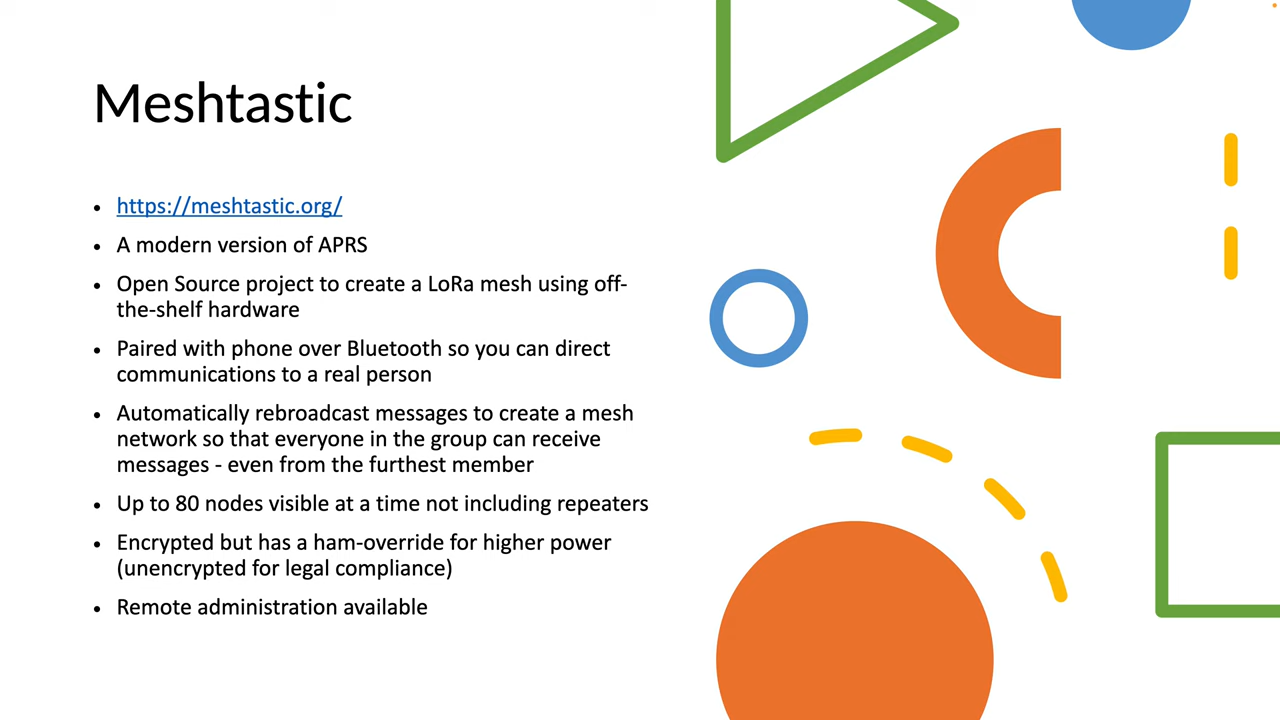 Meshtastic
• https://meshtastic.org/
• A modern version of APRS
• Open Source project to create a LoRa mesh using off-
the-shelf hardware
• Paired with phone over Bluetooth so you can direct
communications to a real person
• Automatically rebroadcast messages to create a mesh
network so that everyone in the group can receive
messages - even from the furthest member
• Up to 80 nodes visible at a time not including repeaters
• Encrypted but has a ham-override for higher power
(unencrypted for legal compliance)
• Remote administration available